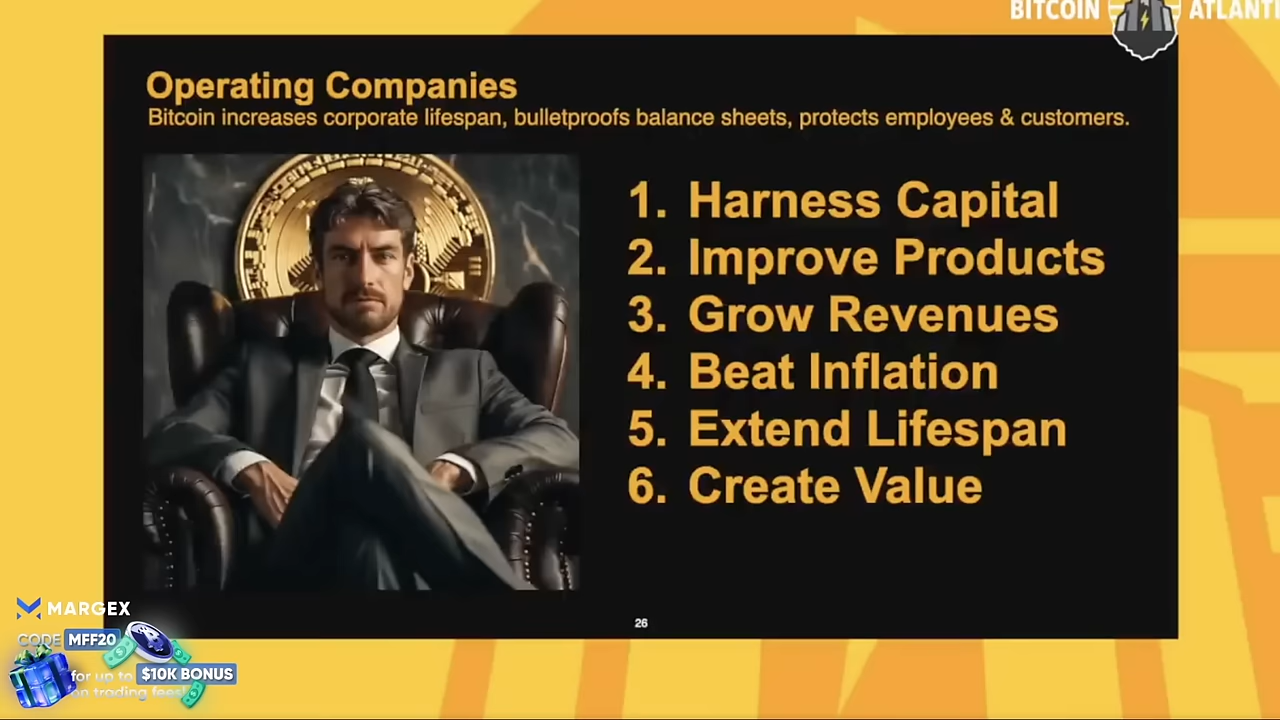 BITCOIN ATLANTI
Operating Companies
Bitcoin increases corporate lifespan, bulletproofs balance sheets, protects employees & customers.
1. Harness Capital
2. Improve Products
3. Grow Revenues
4. Beat Inflation
5. Extend Lifespan
6. Create Value
26
MARGEX
CODE MFF20
for up to $10K BONUS
on trading fees!